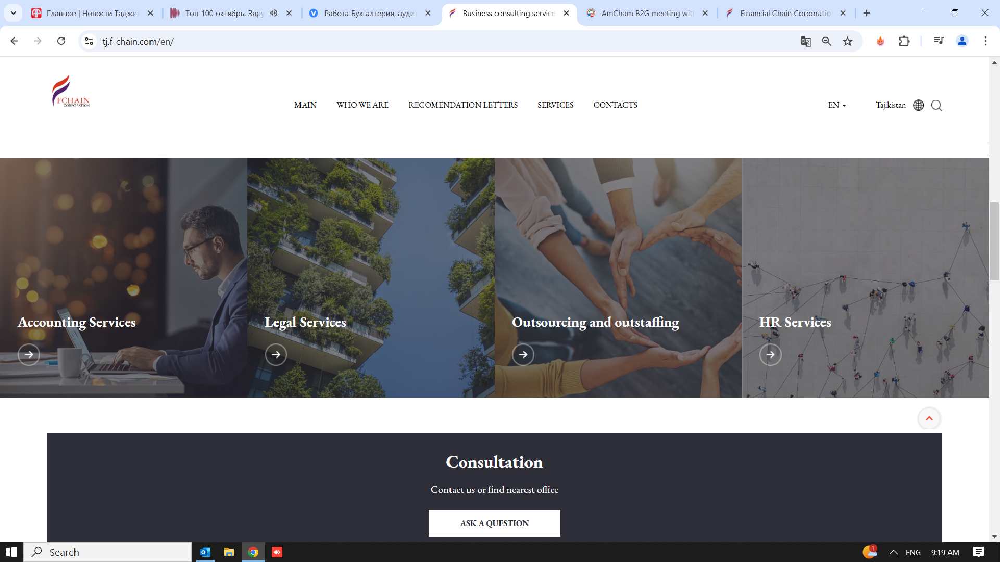 Главное | Новости Таджик
Топ 100 октябрь. Зару
Работа Бухгалтерия, ауди
Business consulting service
AmCham B2G meeting wit
Financial Chain Corporatio
tj.f-chain.com/en/
FCHAIN
CORPORATION
MAIN
WHO WE ARE
RECOMENDATION LETTERS
SERVICES
CONTACTS
EN
Tajikistan
Accounting Services
Legal Services
Outsourcing and outstaffing
HR Services
Consultation
Contact us or find nearest office
ASK A QUESTION
Search
1
ENG
9:19 AM